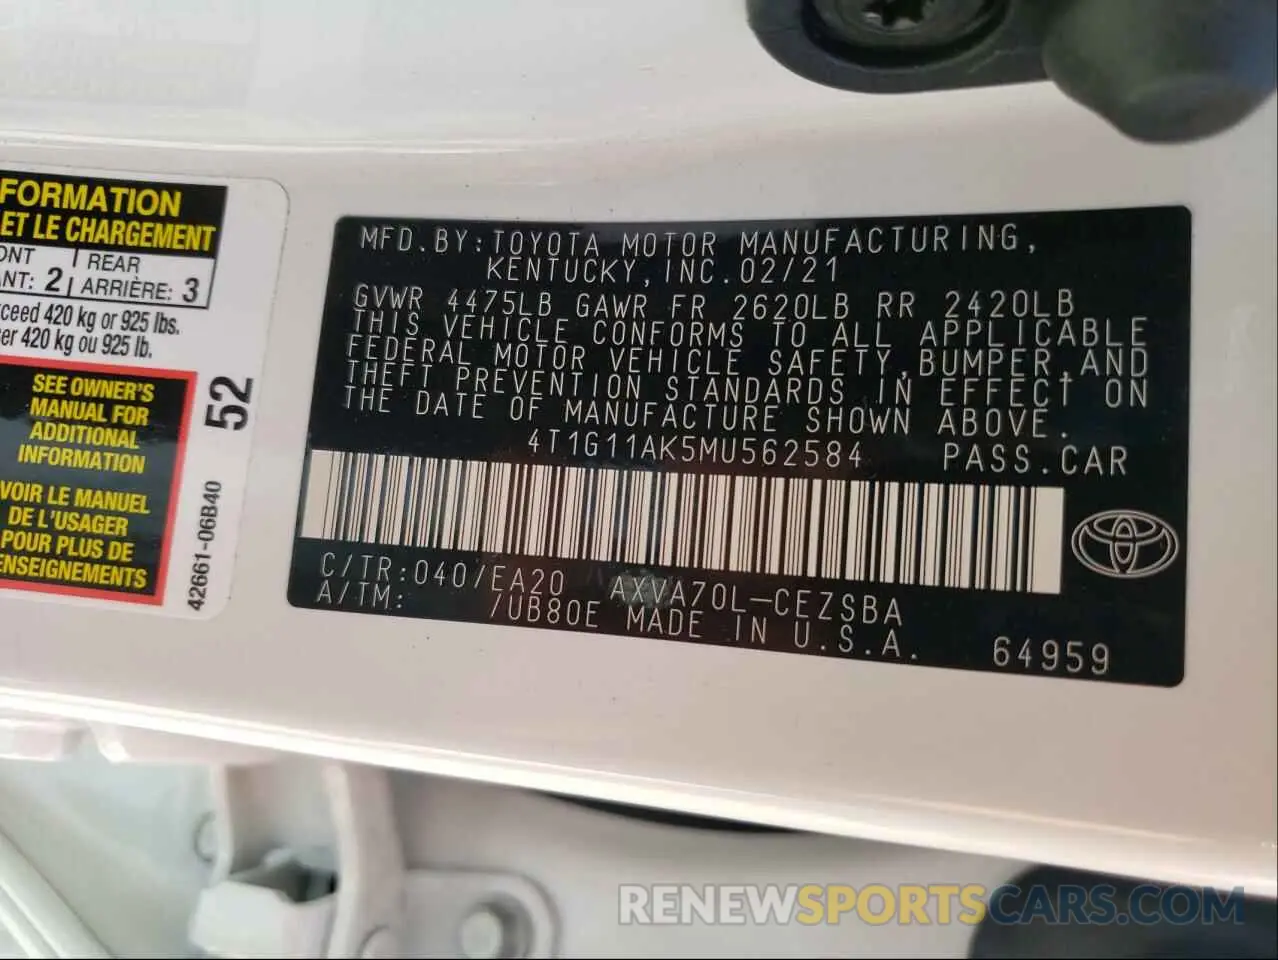 FORMATION
ET LE CHARGEMENT
REAR
ANT: 2 ARRIÈRE: 3
420 kg or 925 lbs.
420 kg ou 925 lb.
SEE OWNER'S
MANUAL FOR
ADDITIONAL
INFORMATION
VOIR LE MANUEL
DE L'USAGER
POUR PLUS DE
ENSEIGNEMENTS
52
42661-06B40
MFD.BY:TOYOTA MOTOR MANUFACTURING,
KENTUCKY,INC.02/21
GVWR 4475LB GAWR FR 2620LB RR 2420LB
THIS VEHICLE CONFORMS TO ALL APPLICABLE
FEDERAL MOTOR VEHICLE SAFETY,BUMPER,AND
THEFT PREVENTION STANDARDS IN EFFECT ON
THE DATE OF MANUFACTURE SHOWN ABOVE.
4T1G11AK5MU562584 PASS.CAR
C/TR:040/EA20 AXVA70L-CEZSBA
A/TM: /UB80E MADE IN U.S.A. 64959
RENEWSPORTSCARS.COM